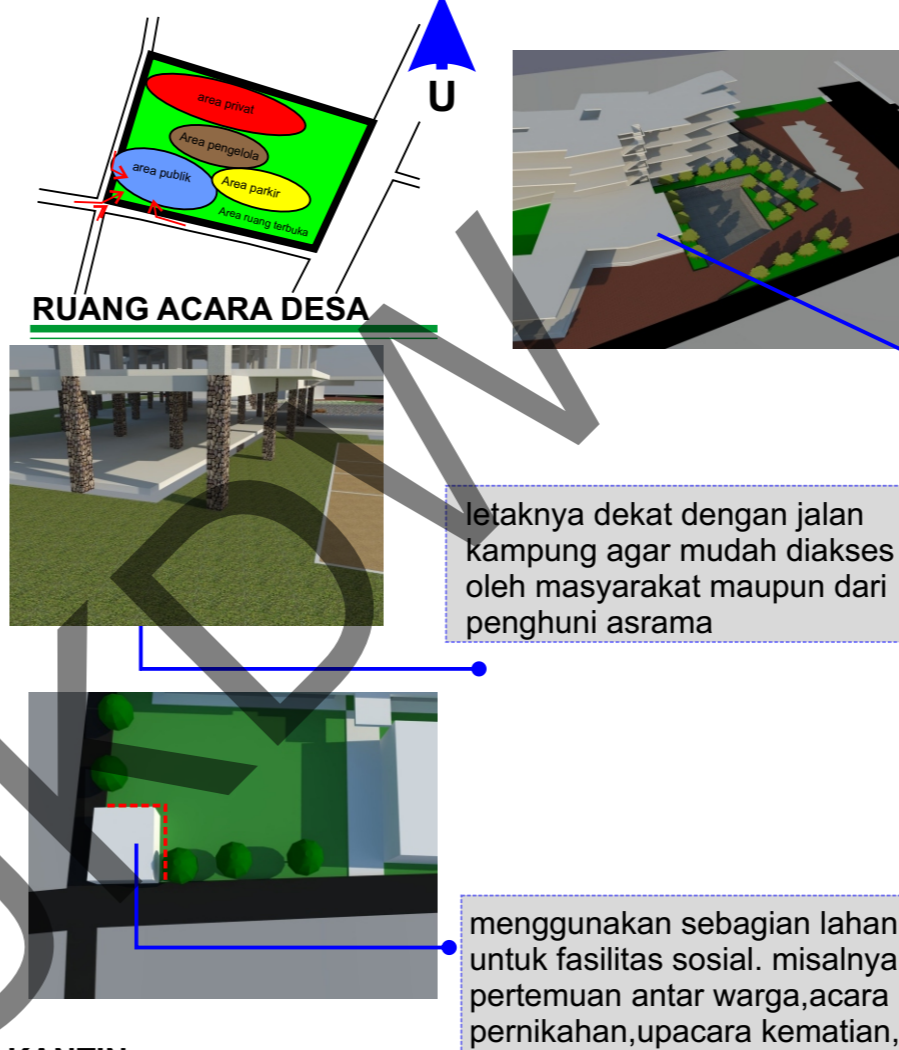 U
area privat
Area pengelola
area publik
Area parkir
Area ruang terbuka
RUANG ACARA DESA
letaknya dekat dengan jalan
kampung agar mudah diakses
oleh masyarakat maupun dari
penghuni asrama
menggunakan sebagian lahan
untuk fasilitas sosial. misalnya
pertemuan antar warga,acara
pernikahan,upacara kematian,
KANTIN
UKDW